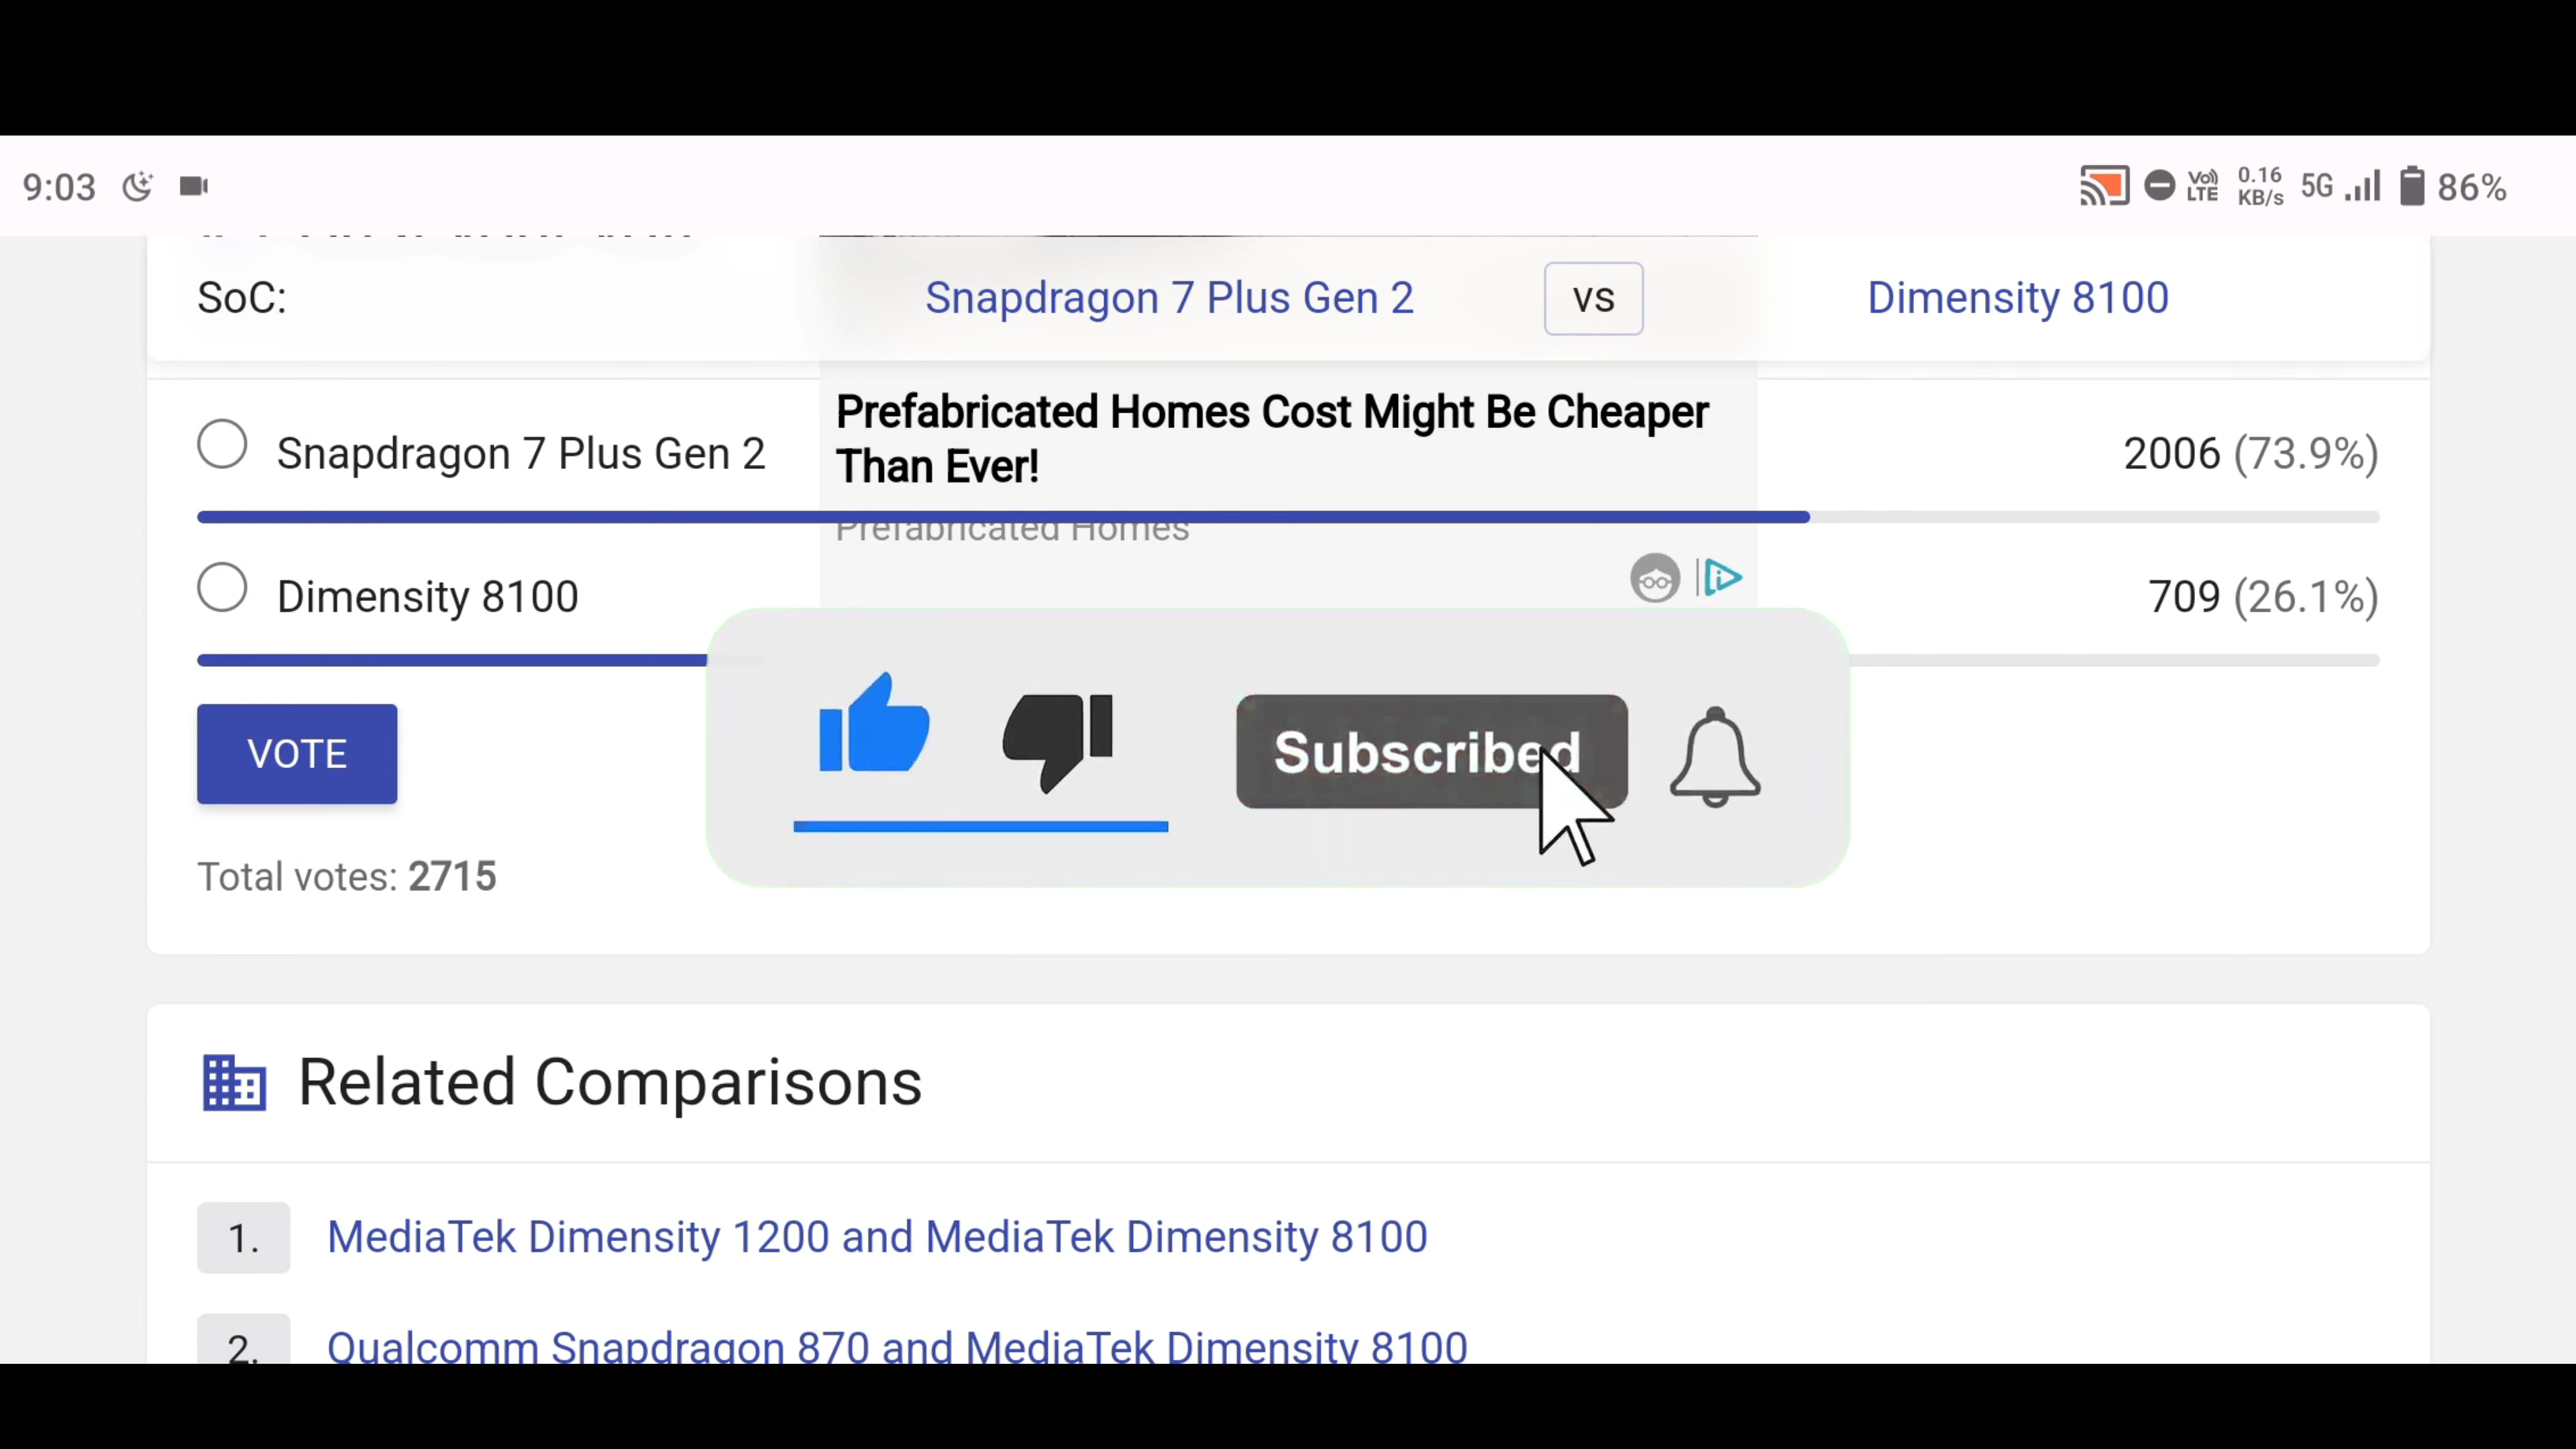 9:03
Vo)) LTE
0.16 KB/s
5G
86%
SoC:
Snapdragon 7 Plus Gen 2
vs
Dimensity 8100
Prefabricated Homes Cost Might Be Cheaper
Than Ever!
Prefabricated Homes
Snapdragon 7 Plus Gen 2
2006 (73.9%)
Dimensity 8100
709 (26.1%)
VOTE
Subscribed
Total votes: 2715
Related Comparisons
1. MediaTek Dimensity 1200 and MediaTek Dimensity 8100
2. Qualcomm Snapdragon 870 and MediaTek Dimensity 8100